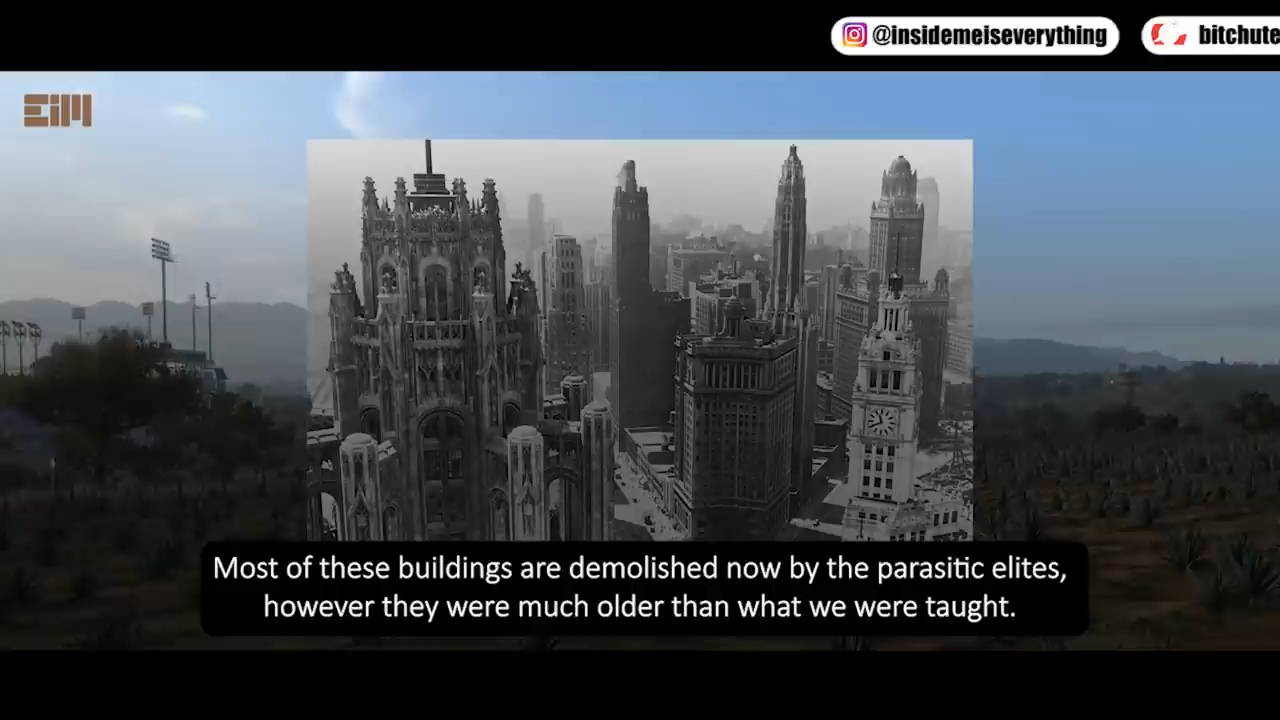 @insidemeiseverything
bitchute
EIM
Most of these buildings are demolished now by the parasitic elites,
however they were much older than what we were taught.